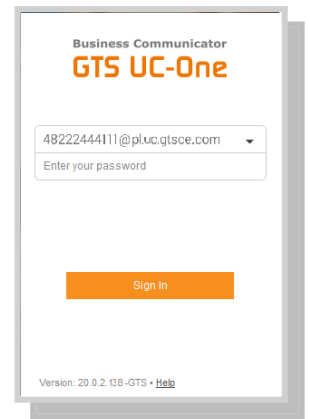 Business Communicator
GTS UC-One
48222444111@pl.uc.gtsce.com
Enter your password
Sign In
Version: 20.0.2.138 -GTS • Help